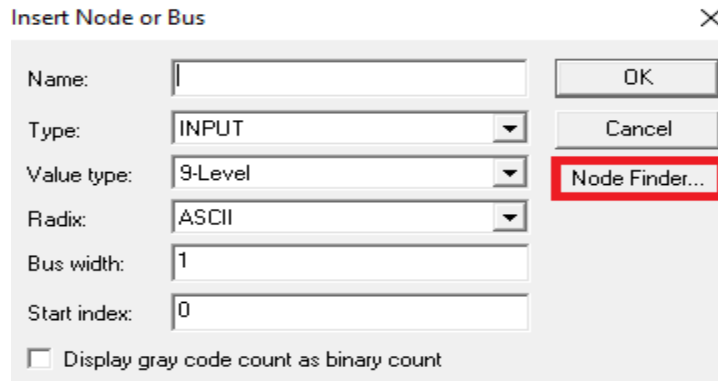 Insert Node or Bus
Name:
OK
Type: INPUT
Cancel
Value type: 9-Level
Node Finder...
Radix: ASCII
Bus width: 1
Start index: 0
Display gray code count as binary count